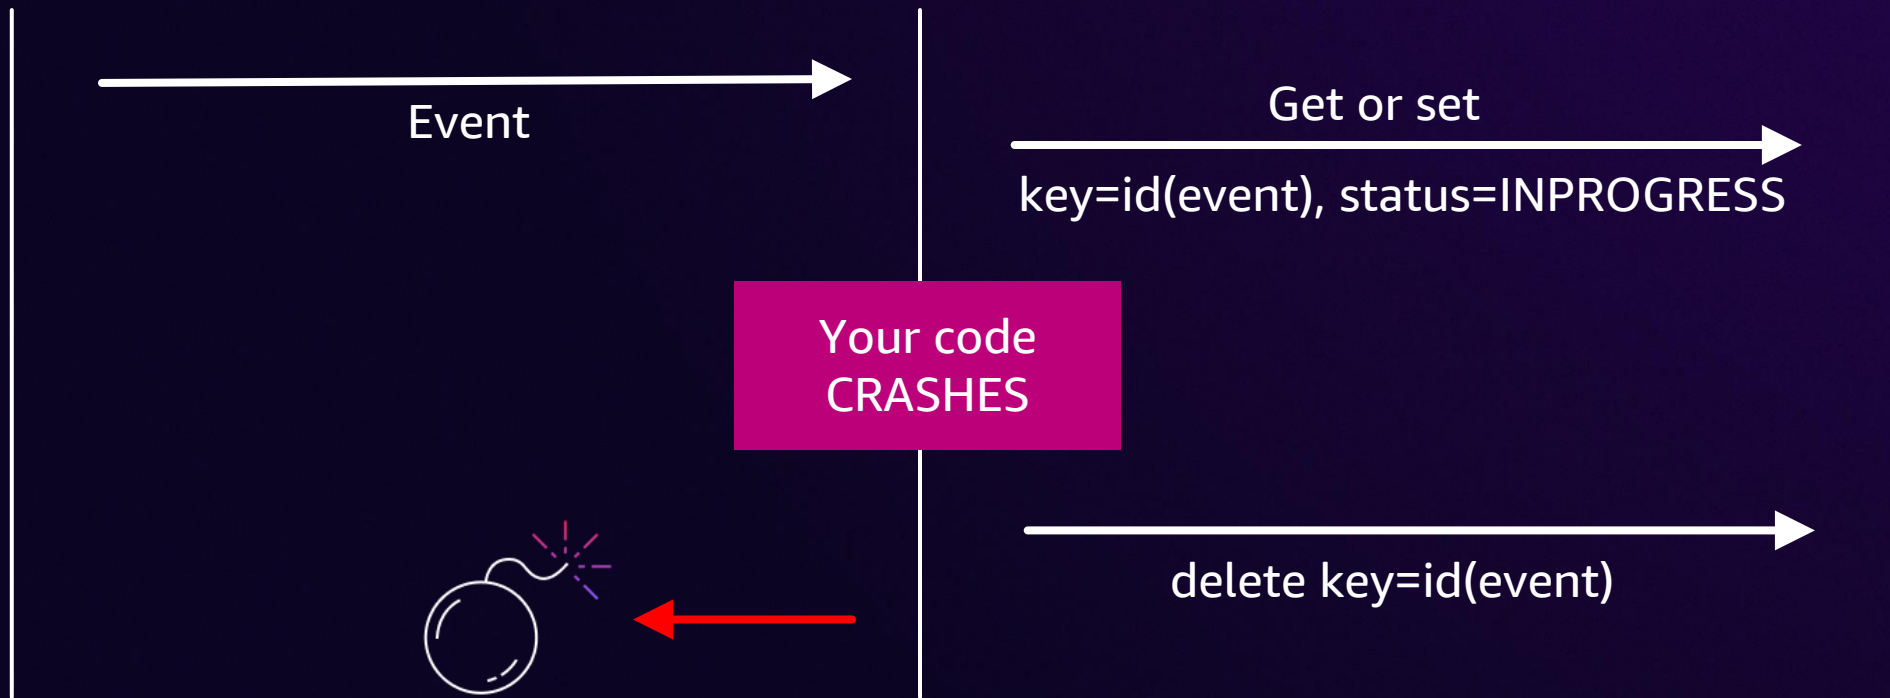 Event
Get or set
key=id(event), status=INPROGRESS
Your code
CRASHES
delete key=id(event)